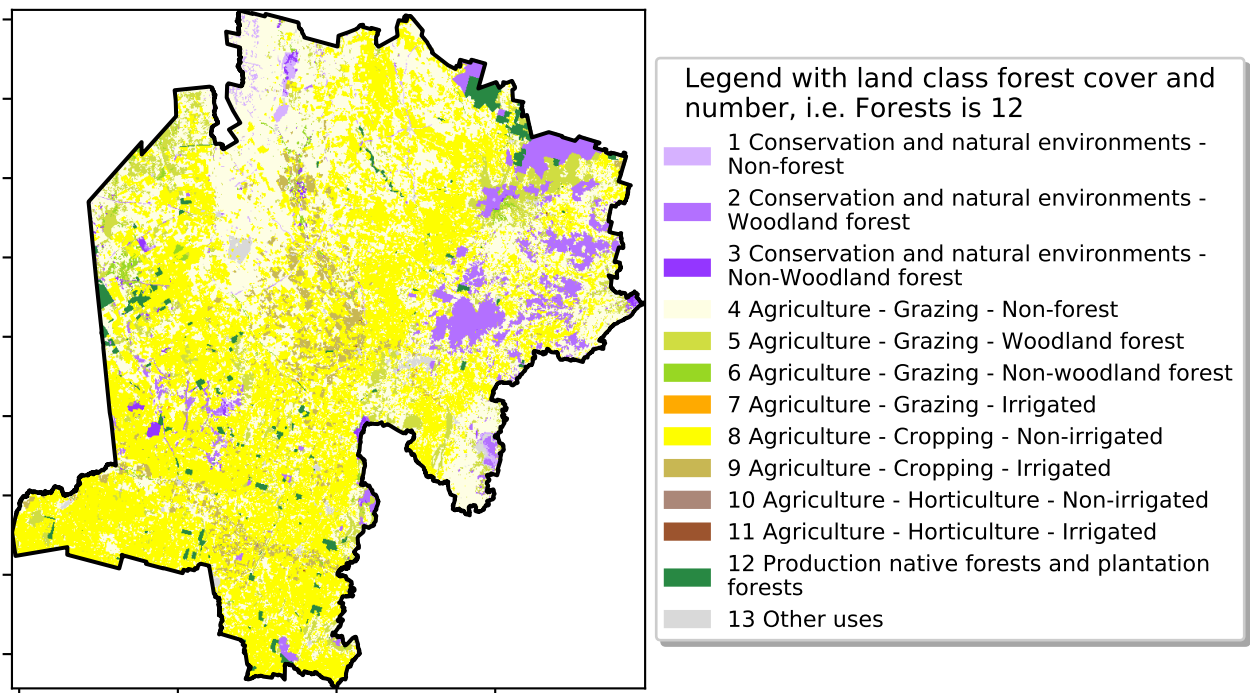 Legend with land class forest cover and
number, i.e. Forests is 12
1 Conservation and natural environments -
Non-forest
2 Conservation and natural environments -
Woodland forest
3 Conservation and natural environments -
Non-Woodland forest
4 Agriculture - Grazing - Non-forest
5 Agriculture - Grazing - Woodland forest
6 Agriculture - Grazing - Non-woodland forest
7 Agriculture - Grazing - Irrigated
8 Agriculture - Cropping - Non-irrigated
9 Agriculture - Cropping - Irrigated
10 Agriculture - Horticulture - Non-irrigated
11 Agriculture - Horticulture - Irrigated
12 Production native forests and plantation
forests
13 Other uses